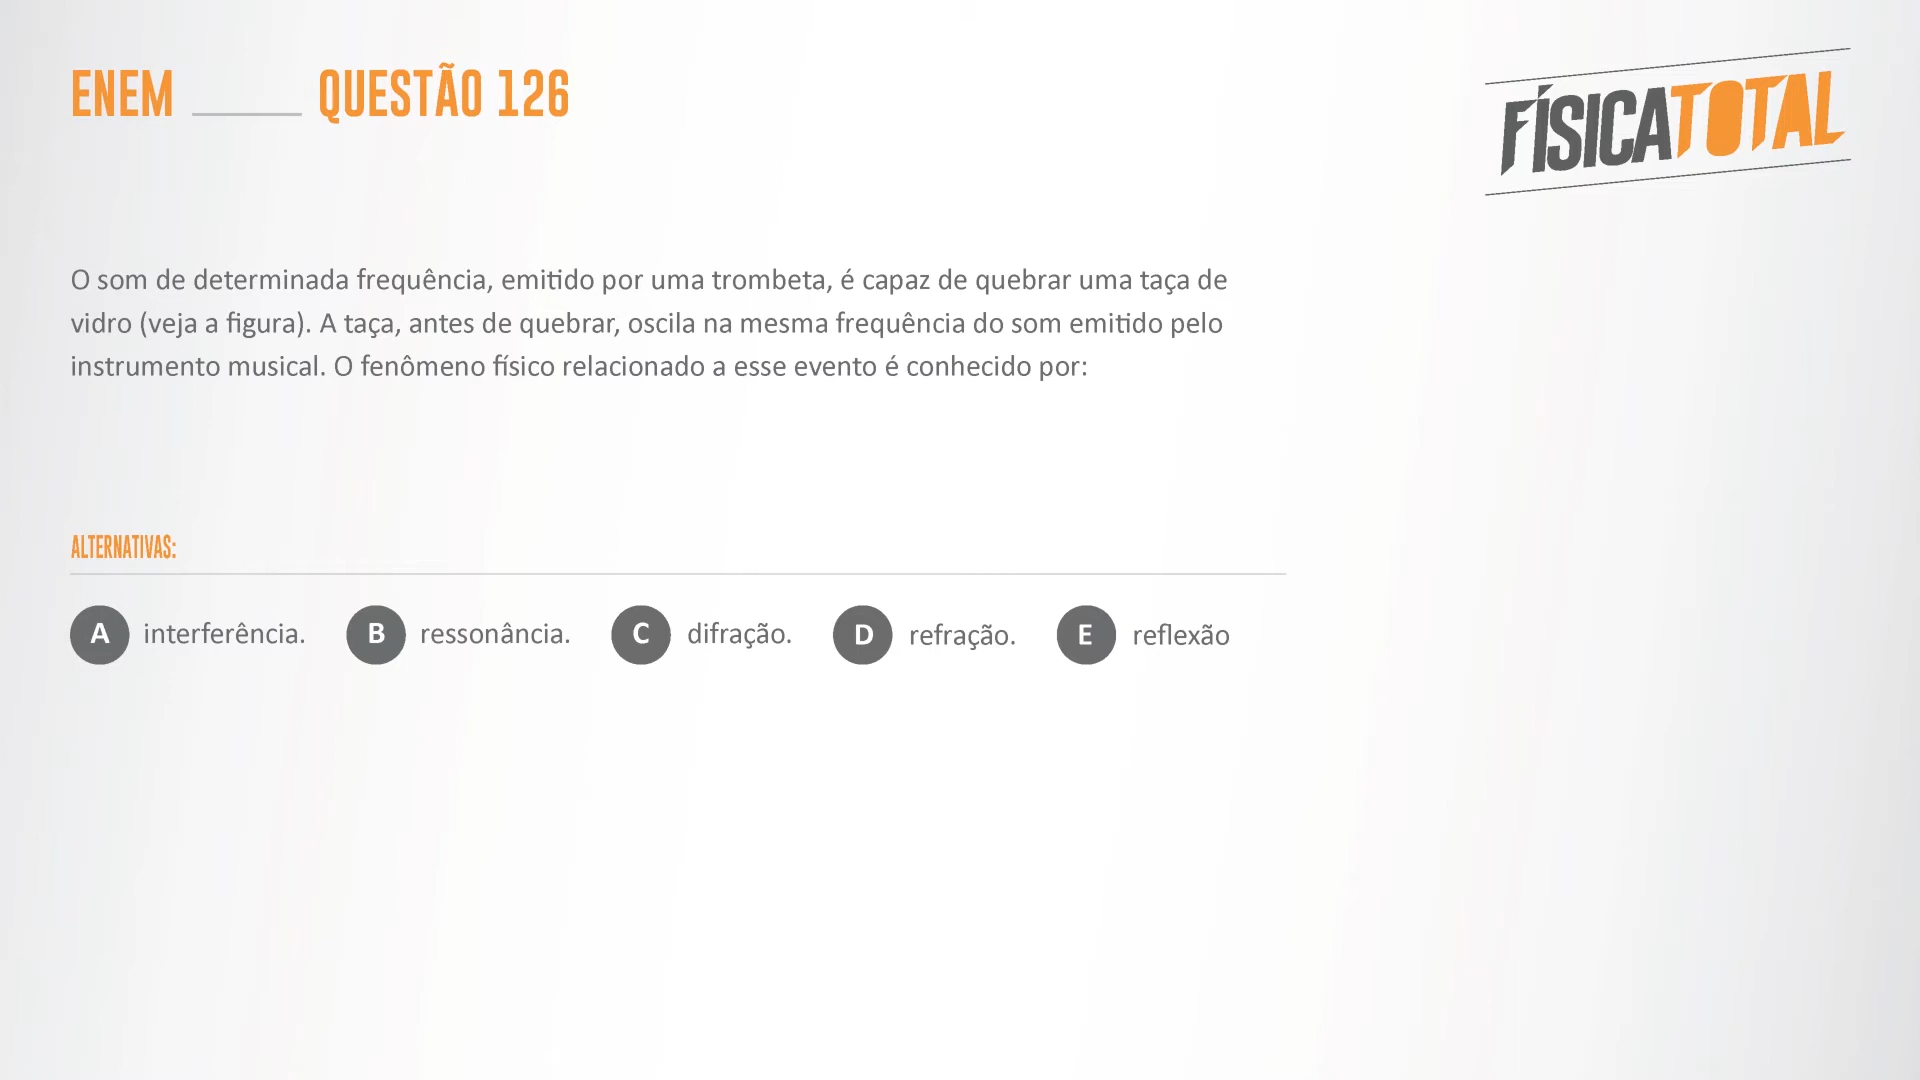 ENEM _____ QUESTÃO 126
FÍSICATOTAL
O som de determinada frequência, emitido por uma trombeta, é capaz de quebrar uma taça de
vidro (veja a figura). A taça, antes de quebrar, oscila na mesma frequência do som emitido pelo
instrumento musical. O fenômeno físico relacionado a esse evento é conhecido por:
ALTERNATIVAS:
A interferência. B ressonância. C difração. D refração. E reflexão